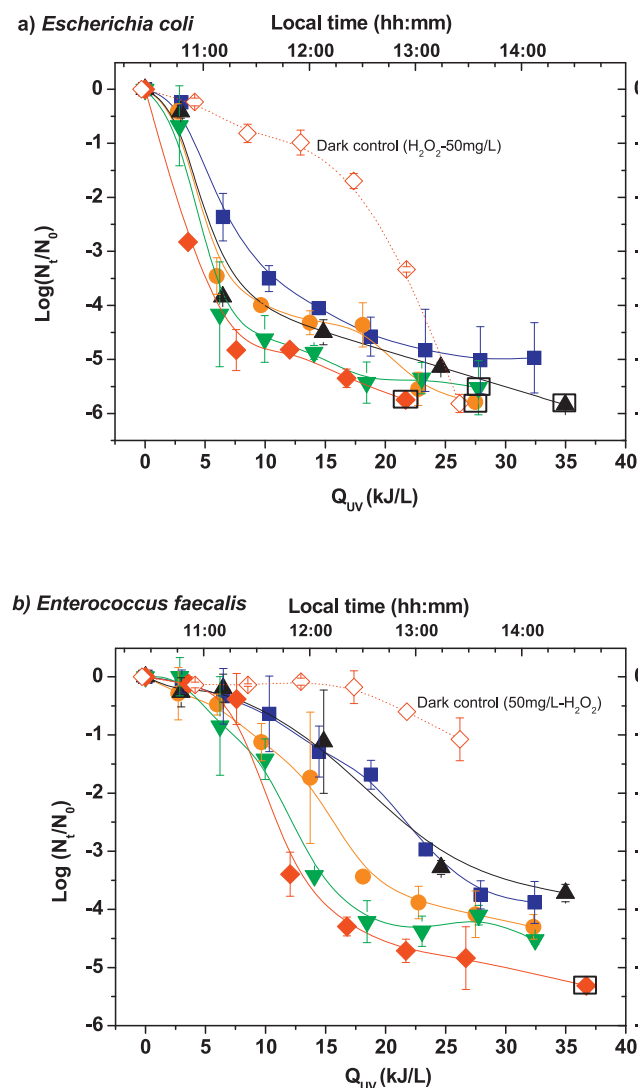 a) Escherichia coli
Local time (hh:mm)
11:00 12:00 13:00 14:00
0
-1
-2
-3
-4
-5
-6
Log(Nt/N0)
Dark control (H2O2-50mg/L)
0 5 10 15 20 25 30 35 40
QUV (kJ/L)
b) Enterococcus faecalis
Local time (hh:mm)
11:00 12:00 13:00 14:00
0
-1
-2
-3
-4
-5
-6
Log (Nt/N0)
Dark control (50mg/L-H2O2)
0 5 10 15 20 25 30 35 40
QUV (kJ/L)